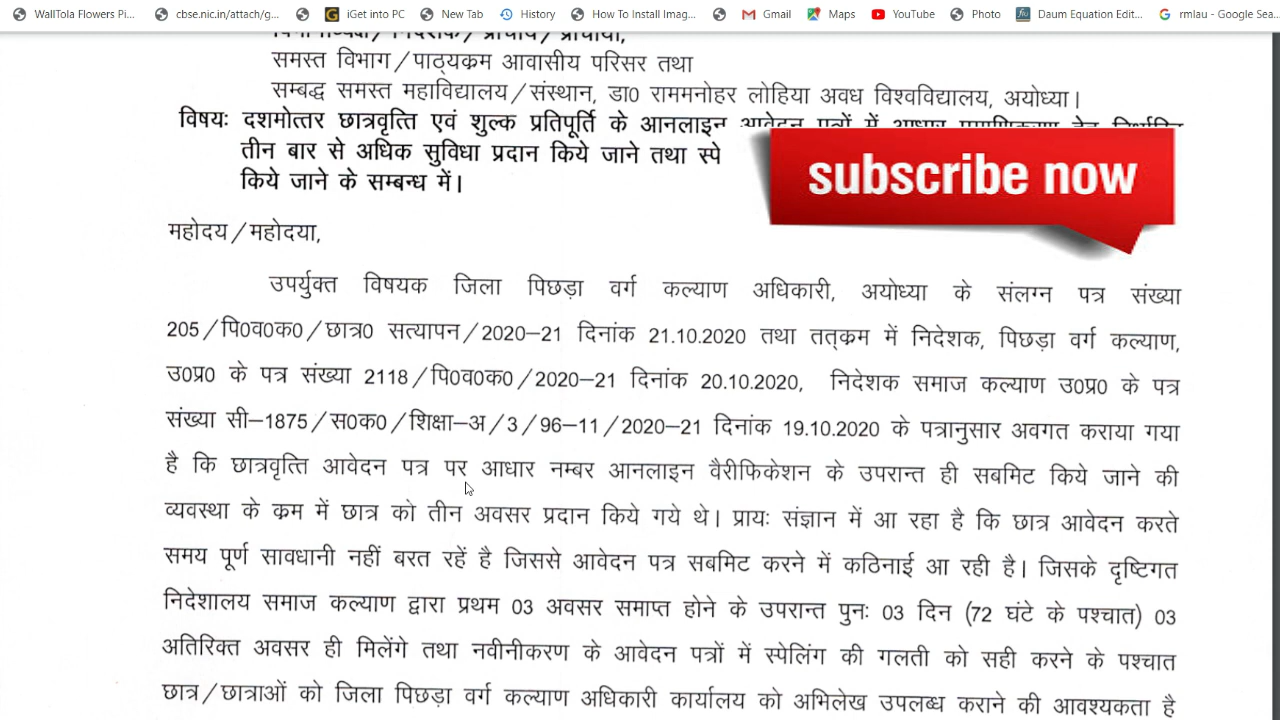 WallTola Flowers Pi...
cbse.nic.in/attach/g...
iGet into PC
New Tab
History
How To Install Imag...
Gmail
Maps
YouTube
Photo
Daum Equation Edit...
rmlau - Google Sea...
समस्त विभाग/पाठ्यक्रम आवासीय परिसर तथा
सम्बद्ध समस्त महाविद्यालय/संस्थान, डा0 राममनोहर लोहिया अवध विश्वविद्यालय, अयोध्या।
विषयः दशमोत्तर छात्रवृत्ति एवं शुल्क प्रतिपूर्ति के आनलाइन आवेदन पत्रों में आधार
तीन बार से अधिक सुविधा प्रदान किये जाने तथा स्पे
subscribe now
किये जाने के सम्बन्ध में।
महोदय/महोदया,
उपर्युक्त विषयक जिला पिछड़ा वर्ग कल्याण अधिकारी, अयोध्या के संलग्न पत्र संख्या
205/पि0व0क0/छात्र0 सत्यापन/2020-21 दिनांक 21.10.2020 तथा तत्क्रम में निदेशक, पिछड़ा वर्ग कल्याण,
उ0प्र0 के पत्र संख्या 2118/पि0व0क0/2020-21 दिनांक 20.10.2020, निदेशक समाज कल्याण उ0प्र0 के पत्र
संख्या सी-1875/स0क0/शिक्षा-अ/3/96-11/2020-21 दिनांक 19.10.2020 के पत्रानुसार अवगत कराया गया
है कि छात्रवृत्ति आवेदन पत्र पर आधार नम्बर आनलाइन वैरीफिकेशन के उपरान्त ही सबमिट किये जाने की
व्यवस्था के क्रम में छात्र को तीन अवसर प्रदान किये गये थे। प्रायः संज्ञान में आ रहा है कि छात्र आवेदन करते
समय पूर्ण सावधानी नहीं बरत रहें है जिससे आवेदन पत्र सबमिट करने में कठिनाई आ रही है। जिसके दृष्टिगत
निदेशालय समाज कल्याण द्वारा प्रथम 03 अवसर समाप्त होने के उपरान्त पुनः 03 दिन (72 घंटे के पश्चात) 03
अतिरिक्त अवसर ही मिलेंगे तथा नवीनीकरण के आवेदन पत्रों में स्पेलिंग की गलती को सही करने के पश्चात
छात्र/छात्राओं को जिला पिछड़ा वर्ग कल्याण अधिकारी कार्यालय को अभिलेख उपलब्ध कराने की आवश्यकता है